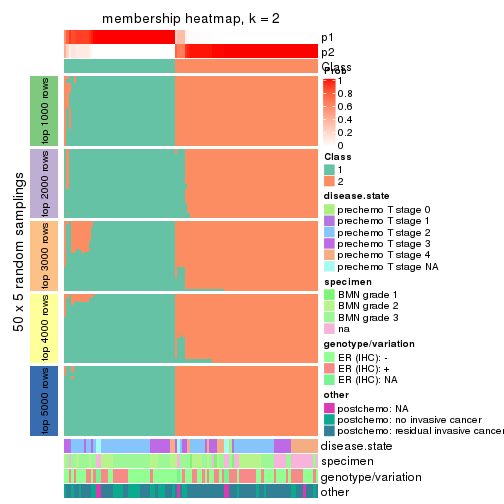 membership heatmap, k = 2
p1
p2
Class
Prob
1
0.8
0.6
0.4
0.2
0
Class
1
2
disease.state
prechemo T stage 0
prechemo T stage 1
prechemo T stage 2
prechemo T stage 3
prechemo T stage 4
prechemo T stage NA
specimen
BMN grade 1
BMN grade 2
BMN grade 3
na
genotype/variation
ER (IHC): -
ER (IHC): +
ER (IHC): NA
other
postchemo: NA
postchemo: no invasive cancer
postchemo: residual invasive cancer
50 x 5 random samplings
top 1000 rows
top 2000 rows
top 3000 rows
top 4000 rows
top 5000 rows
disease.state
specimen
genotype/variation
other